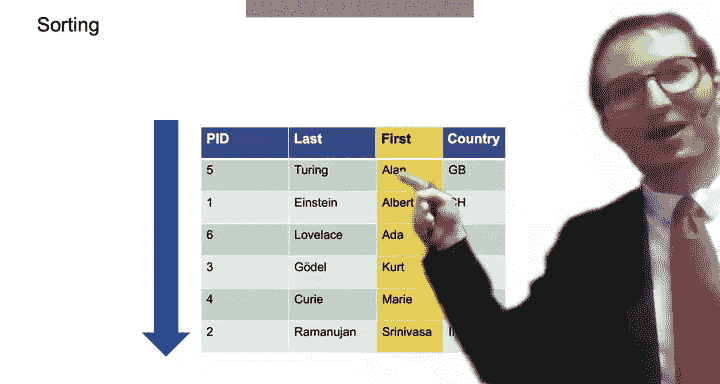 Sorting
PID Last First Country
5 Turing Alan GB
1 Einstein Albert CH
6 Lovelace Ada
3 Gödel Kurt
4 Curie Marie
2 Ramanujan Srinivasa